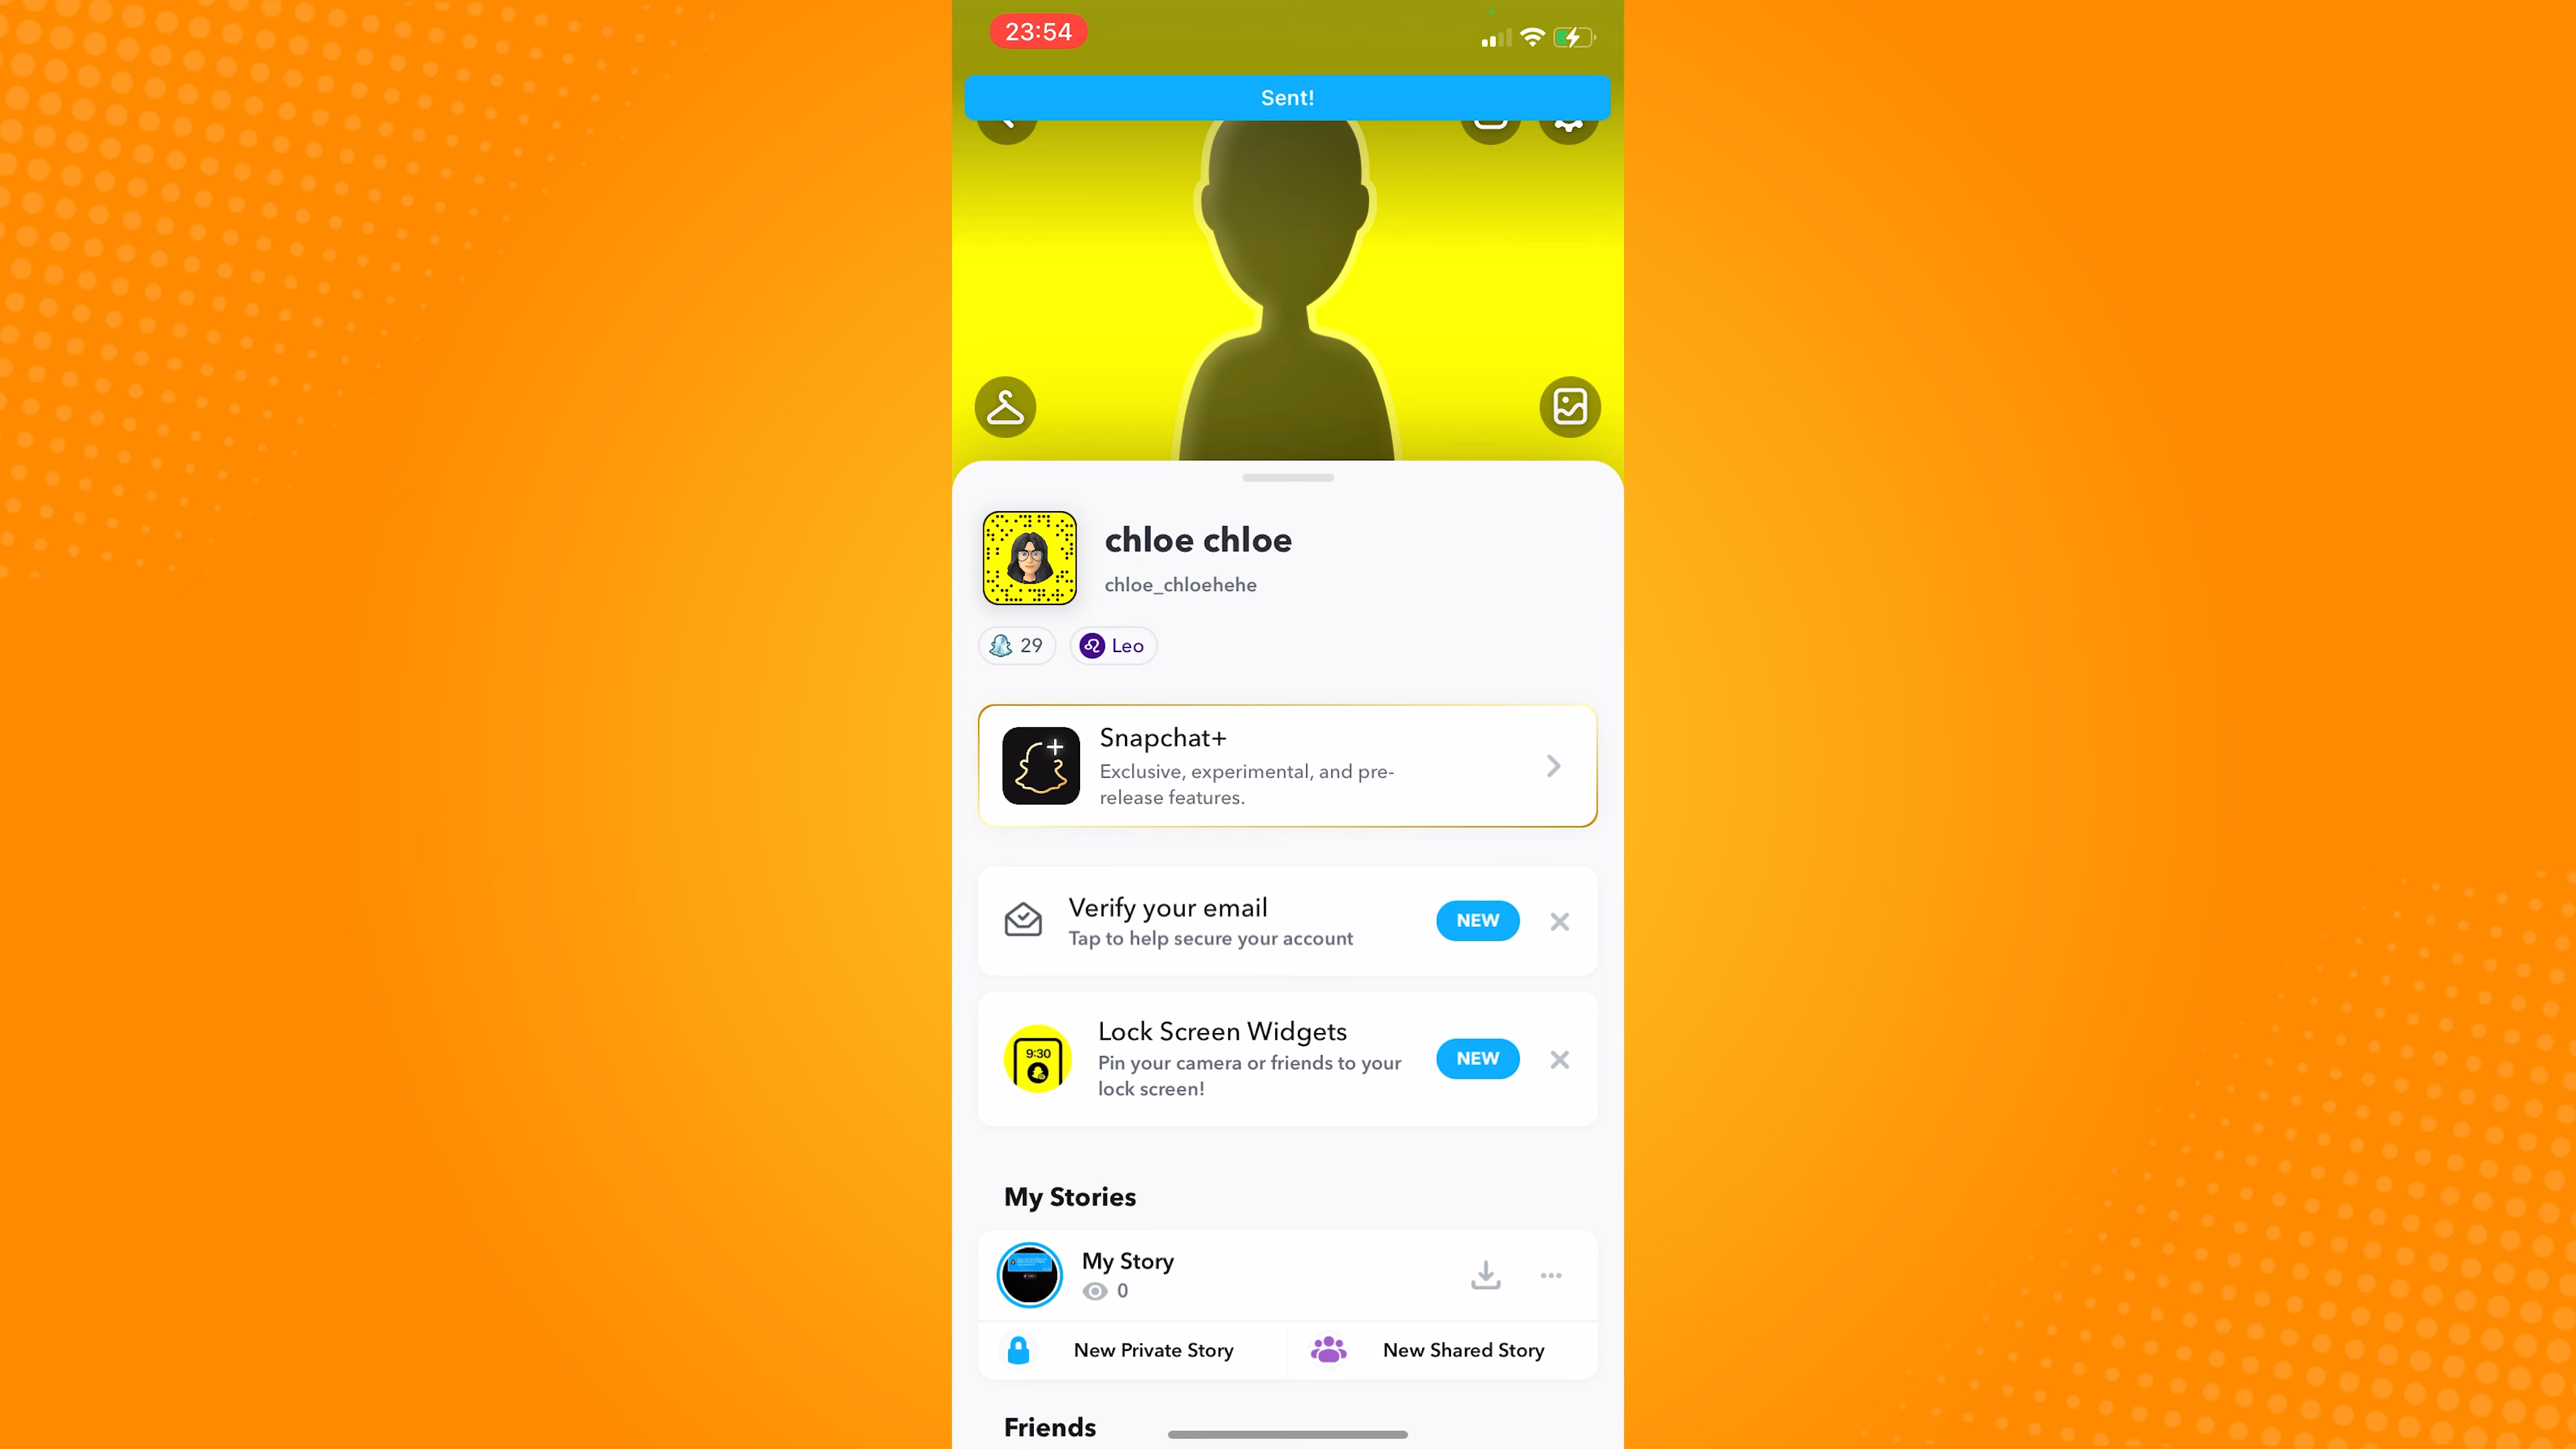 23:54
Sent!
chloe chloe
chloe_chloehehe
29
Leo
Snapchat+
Exclusive, experimental, and pre-
release features.
Verify your email
Tap to help secure your account
NEW
9:30
Lock Screen Widgets
Pin your camera or friends to your
lock screen!
NEW
My Stories
My Story
0
New Private Story
New Shared Story
Friends